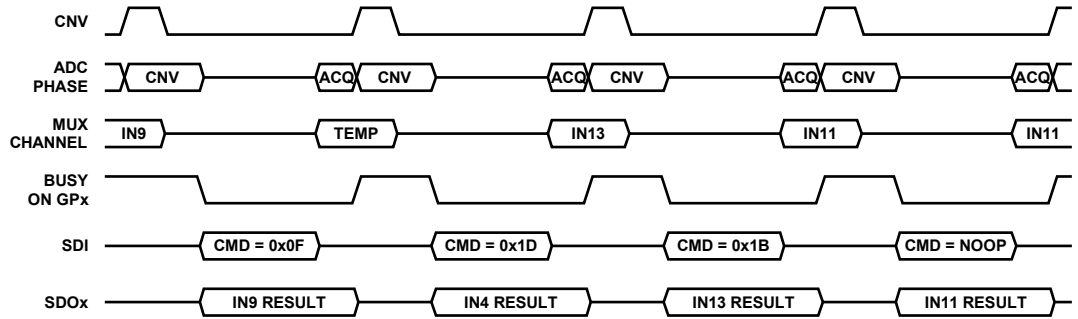 CNV
ADC PHASE CNV ACQ CNV ACQ CNV ACQ CNV ACQ
MUX CHANNEL IN9 TEMP IN13 IN11 IN11
BUSY ON GPx
SDI CMD = 0x0F CMD = 0x1D CMD = 0x1B CMD = NOOP
SDOx IN9 RESULT IN4 RESULT IN13 RESULT IN11 RESULT